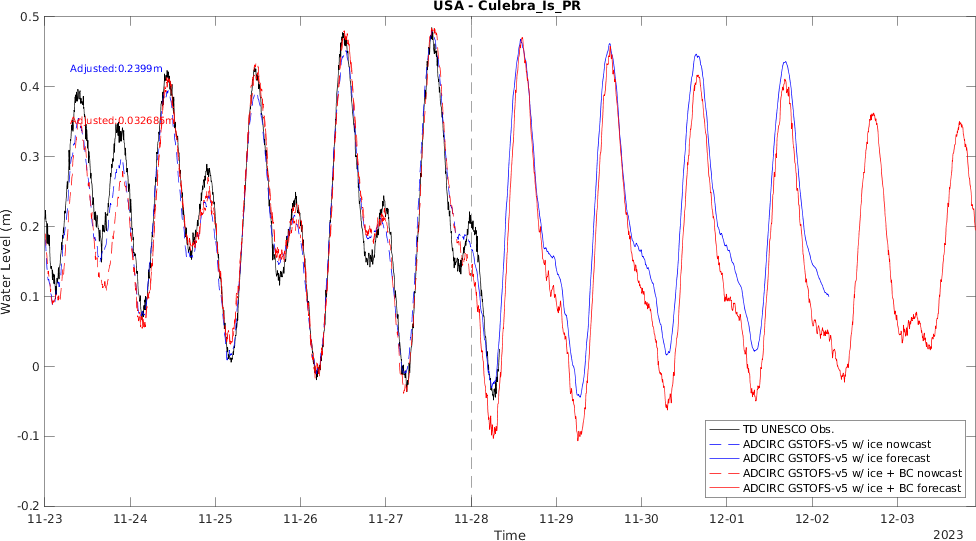 USA - Culebra_Is_PR
0.5
0.4
0.3
0.2
0.1
0
-0.1
-0.2
Water Level (m)
Adjusted:0.2399m
Adjusted:0.032685m
TD UNESCO Obs.
ADCIRC GSTOFS-v5 w/ ice nowcast
ADCIRC GSTOFS-v5 w/ ice forecast
ADCIRC GSTOFS-v5 w/ ice + BC nowcast
ADCIRC GSTOFS-v5 w/ ice + BC forecast
11-23 11-24 11-25 11-26 11-27 11-28 11-29 11-30 12-01 12-02 12-03
Time
2023